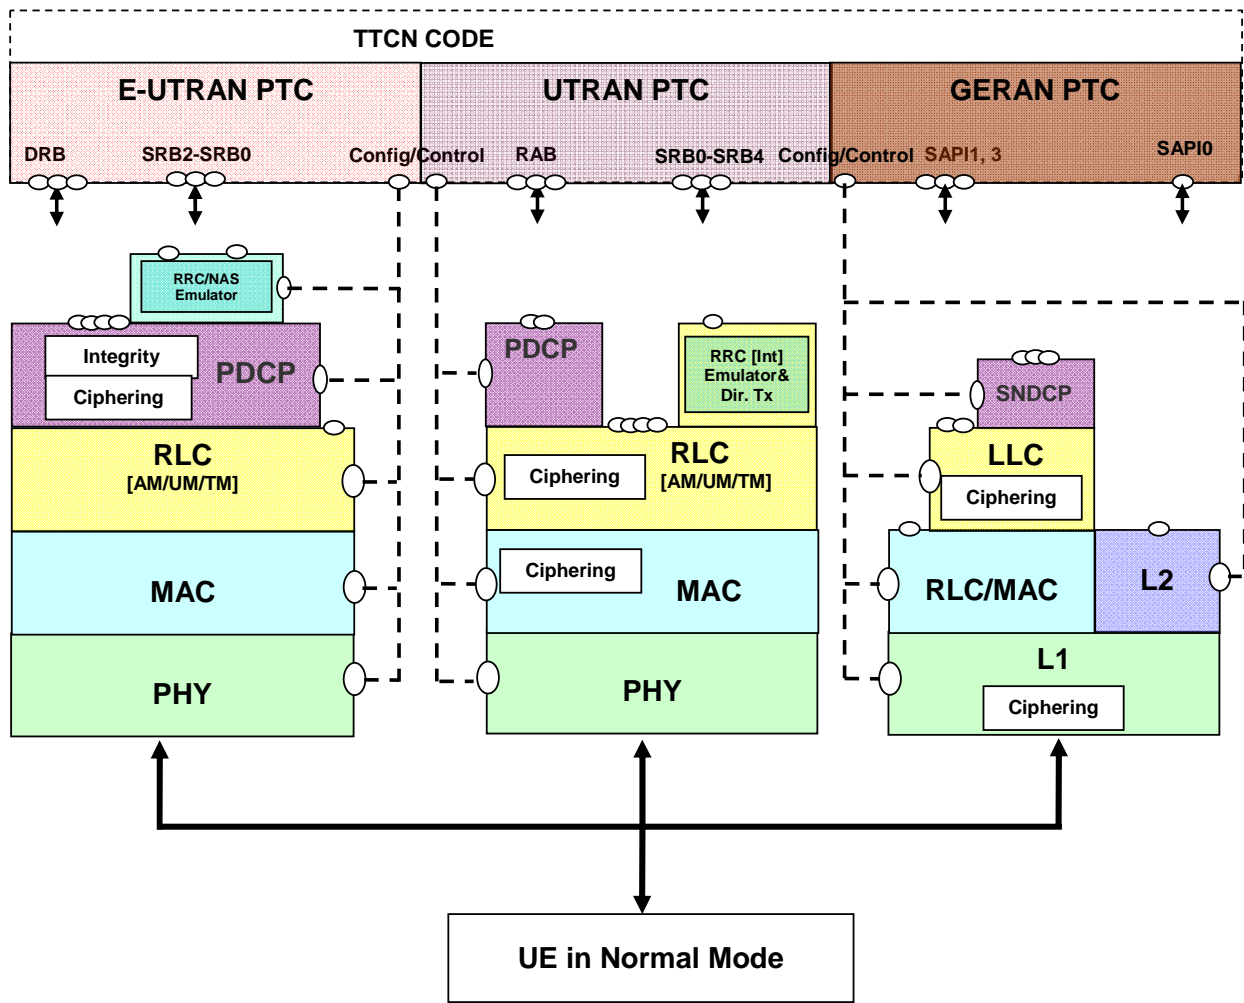 TTCN CODE
E-UTRAN PTC
UTRAN PTC
GERAN PTC
DRB
SRB2-SRB0
Config/Control
RAB
SRB0-SRB4
Config/Control
SAPI1, 3
SAPI0
RRC/NAS
Emulator
Integrity
Ciphering
PDCP
RLC
[AM/UM/TM]
MAC
PHY
PDCP
RRC [Int]
Emulator&
Dir. Tx
Ciphering
RLC
[AM/UM/TM]
Ciphering
MAC
PHY
SNDCP
LLC
Ciphering
RLC/MAC
L2
L1
Ciphering
UE in Normal Mode